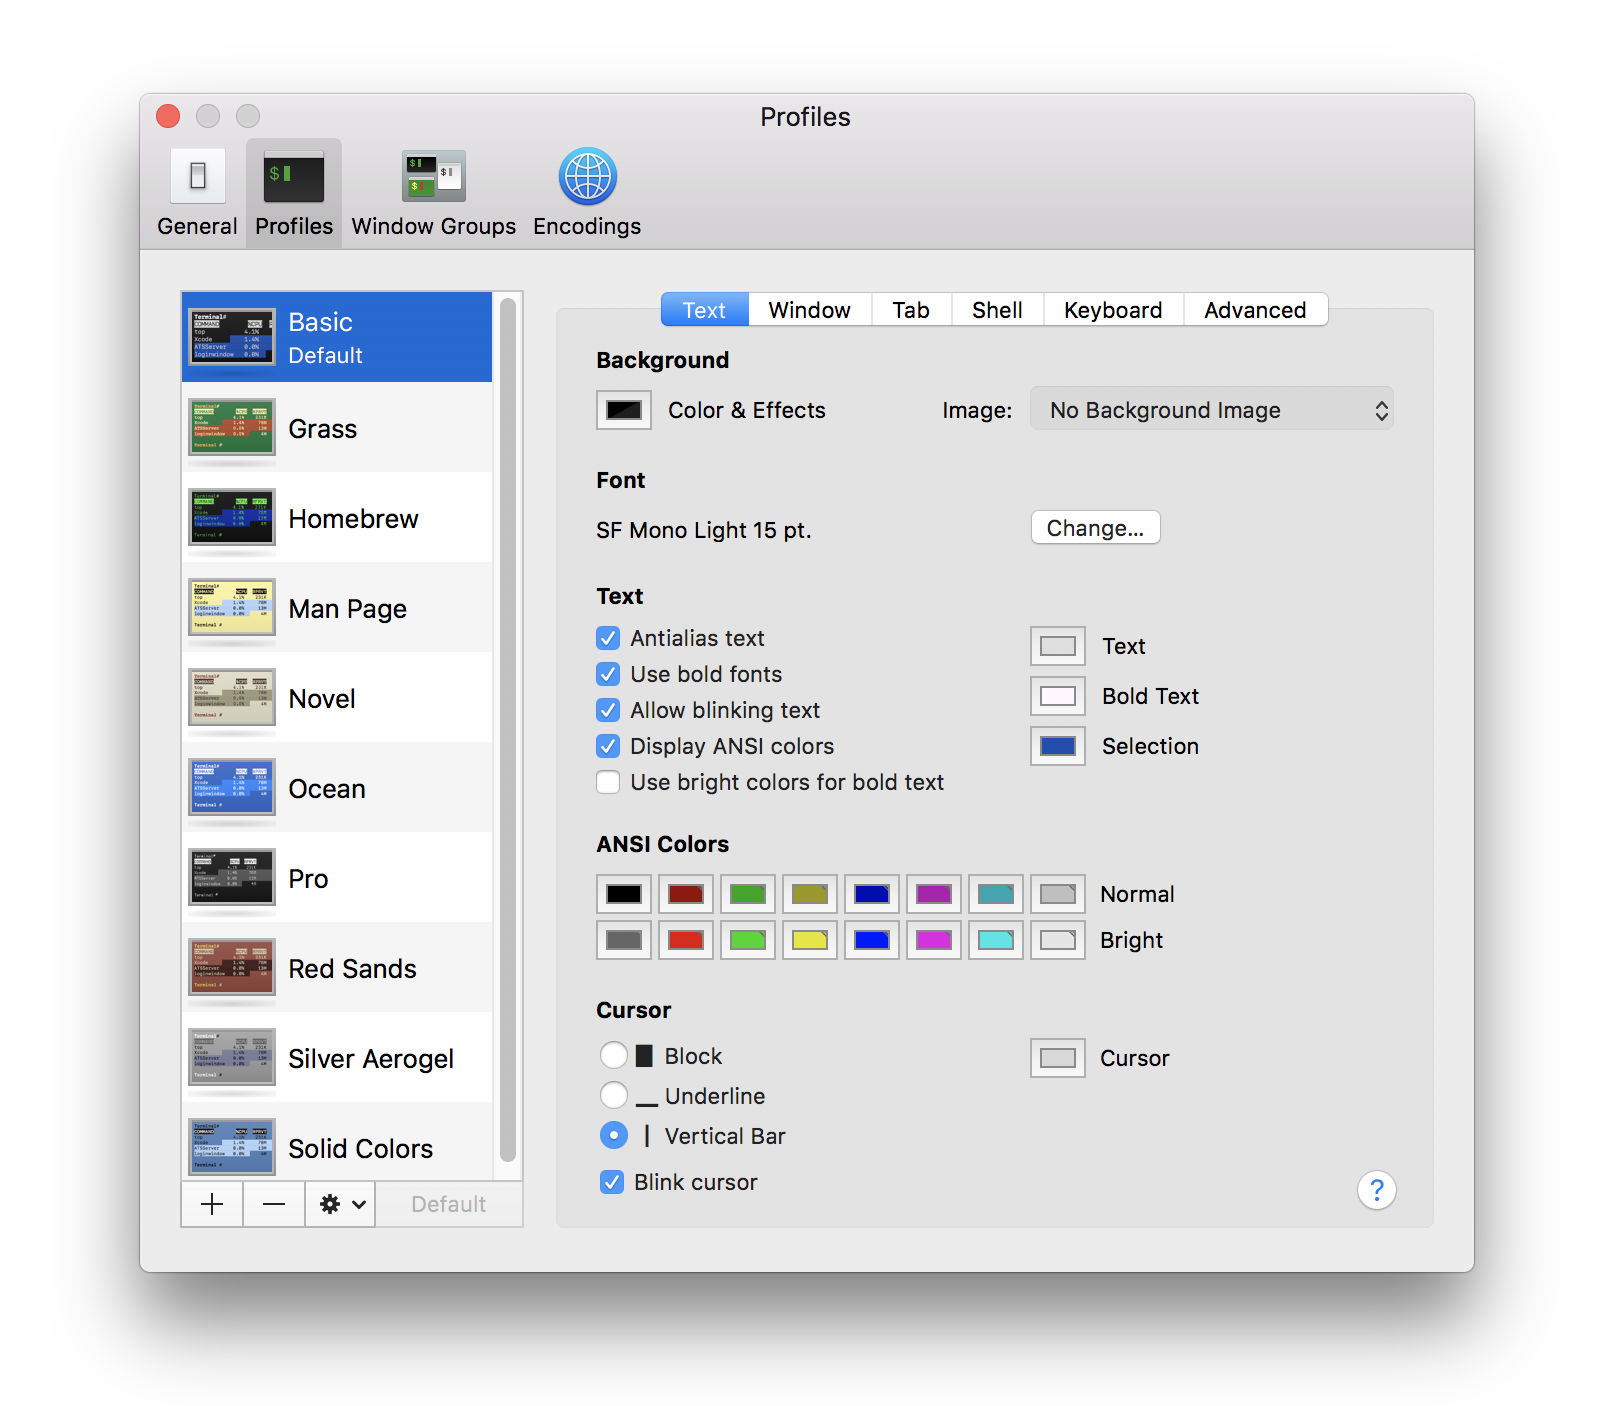 Profiles
General
Profiles
Window Groups
Encodings
Basic
Default
Grass
Homebrew
Man Page
Novel
Ocean
Pro
Red Sands
Silver Aerogel
Solid Colors
Default
Text
Window
Tab
Shell
Keyboard
Advanced
Background
Color & Effects
Image:
No Background Image
Font
SF Mono Light 15 pt.
Change...
Text
Antialias text
Use bold fonts
Allow blinking text
Display ANSI colors
Use bright colors for bold text
Text
Bold Text
Selection
ANSI Colors
Normal
Bright
Cursor
Block
Underline
Vertical Bar
Blink cursor
Cursor
?